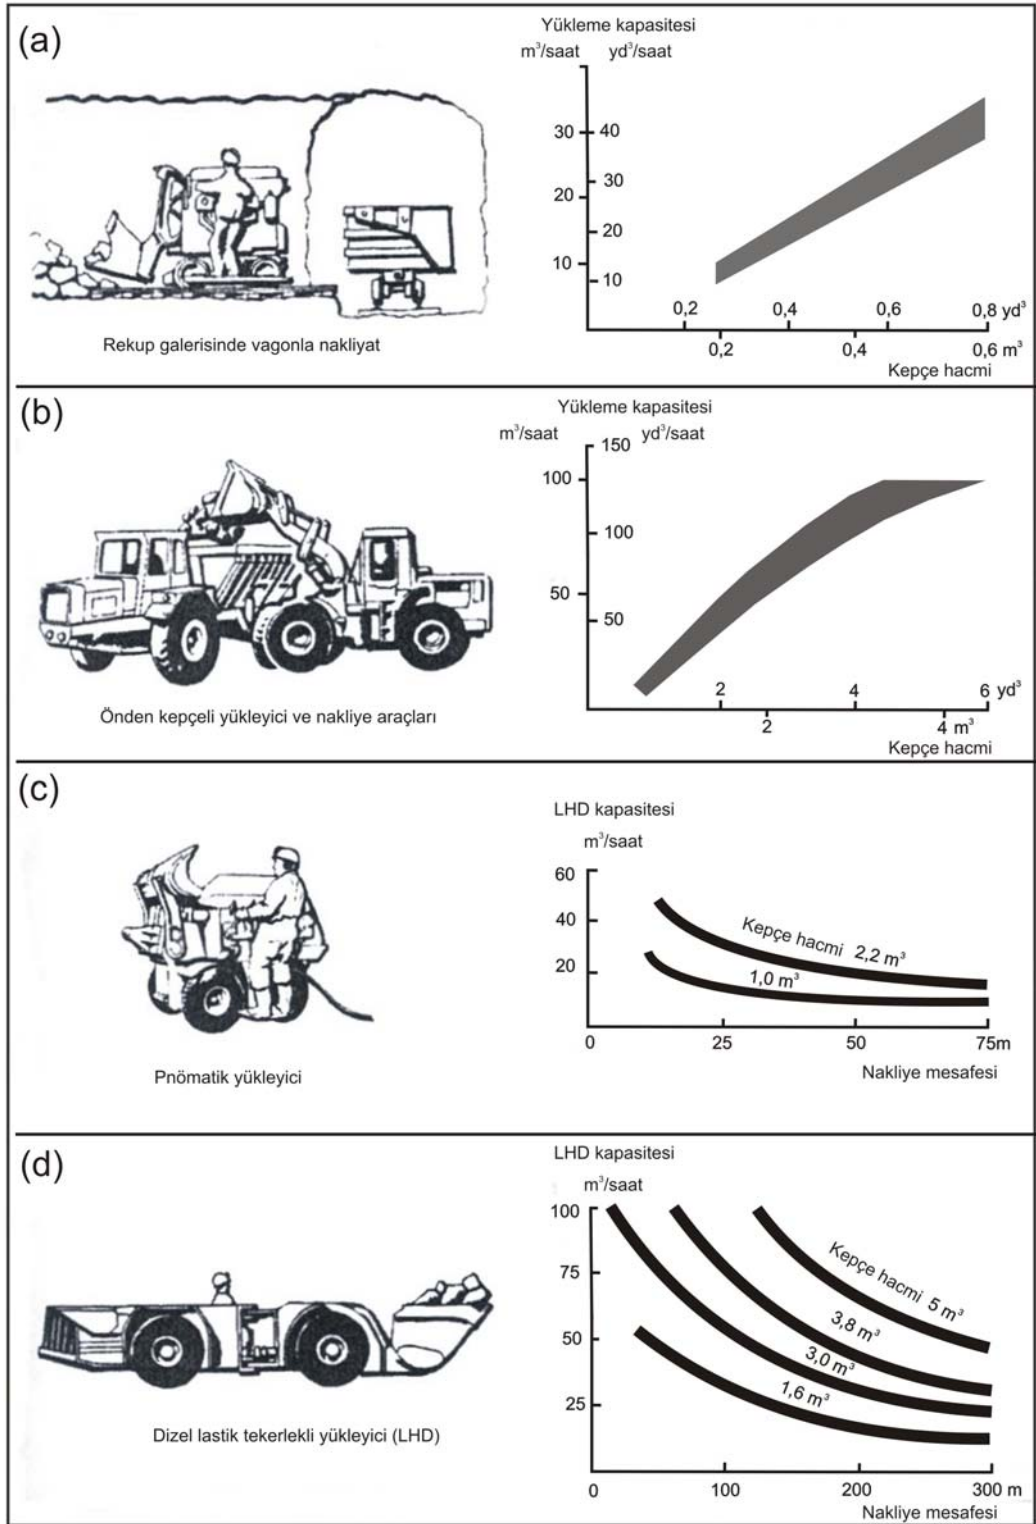 (a)
Yükleme kapasitesi
m³/saat yd³/saat
30 40
30
20
20
10
10
0,2 0,4 0,6 0,8 yd³
0,2 0,4 0,6 m³
Kepçe hacmi
Rekup galerisinde vagonla nakliyat
(b)
Yükleme kapasitesi
m³/saat yd³/saat
150
100
100
50
50
2 4 6 yd³
2 4 m³
Kepçe hacmi
Önden kepçeli yükleyici ve nakliye araçları
(c)
LHD kapasitesi
m³/saat
60
40
20
Kepçe hacmi 2,2 m³
1,0 m³
0 25 50 75m
Nakliye mesafesi
Pnömatik yükleyici
(d)
LHD kapasitesi
m³/saat
100
75
50
25
Kepçe hacmi 5 m³
3,8 m³
3,0 m³
1,6 m³
0 100 200 300 m
Nakliye mesafesi
Dizel lastik tekerlekli yükleyici (LHD)